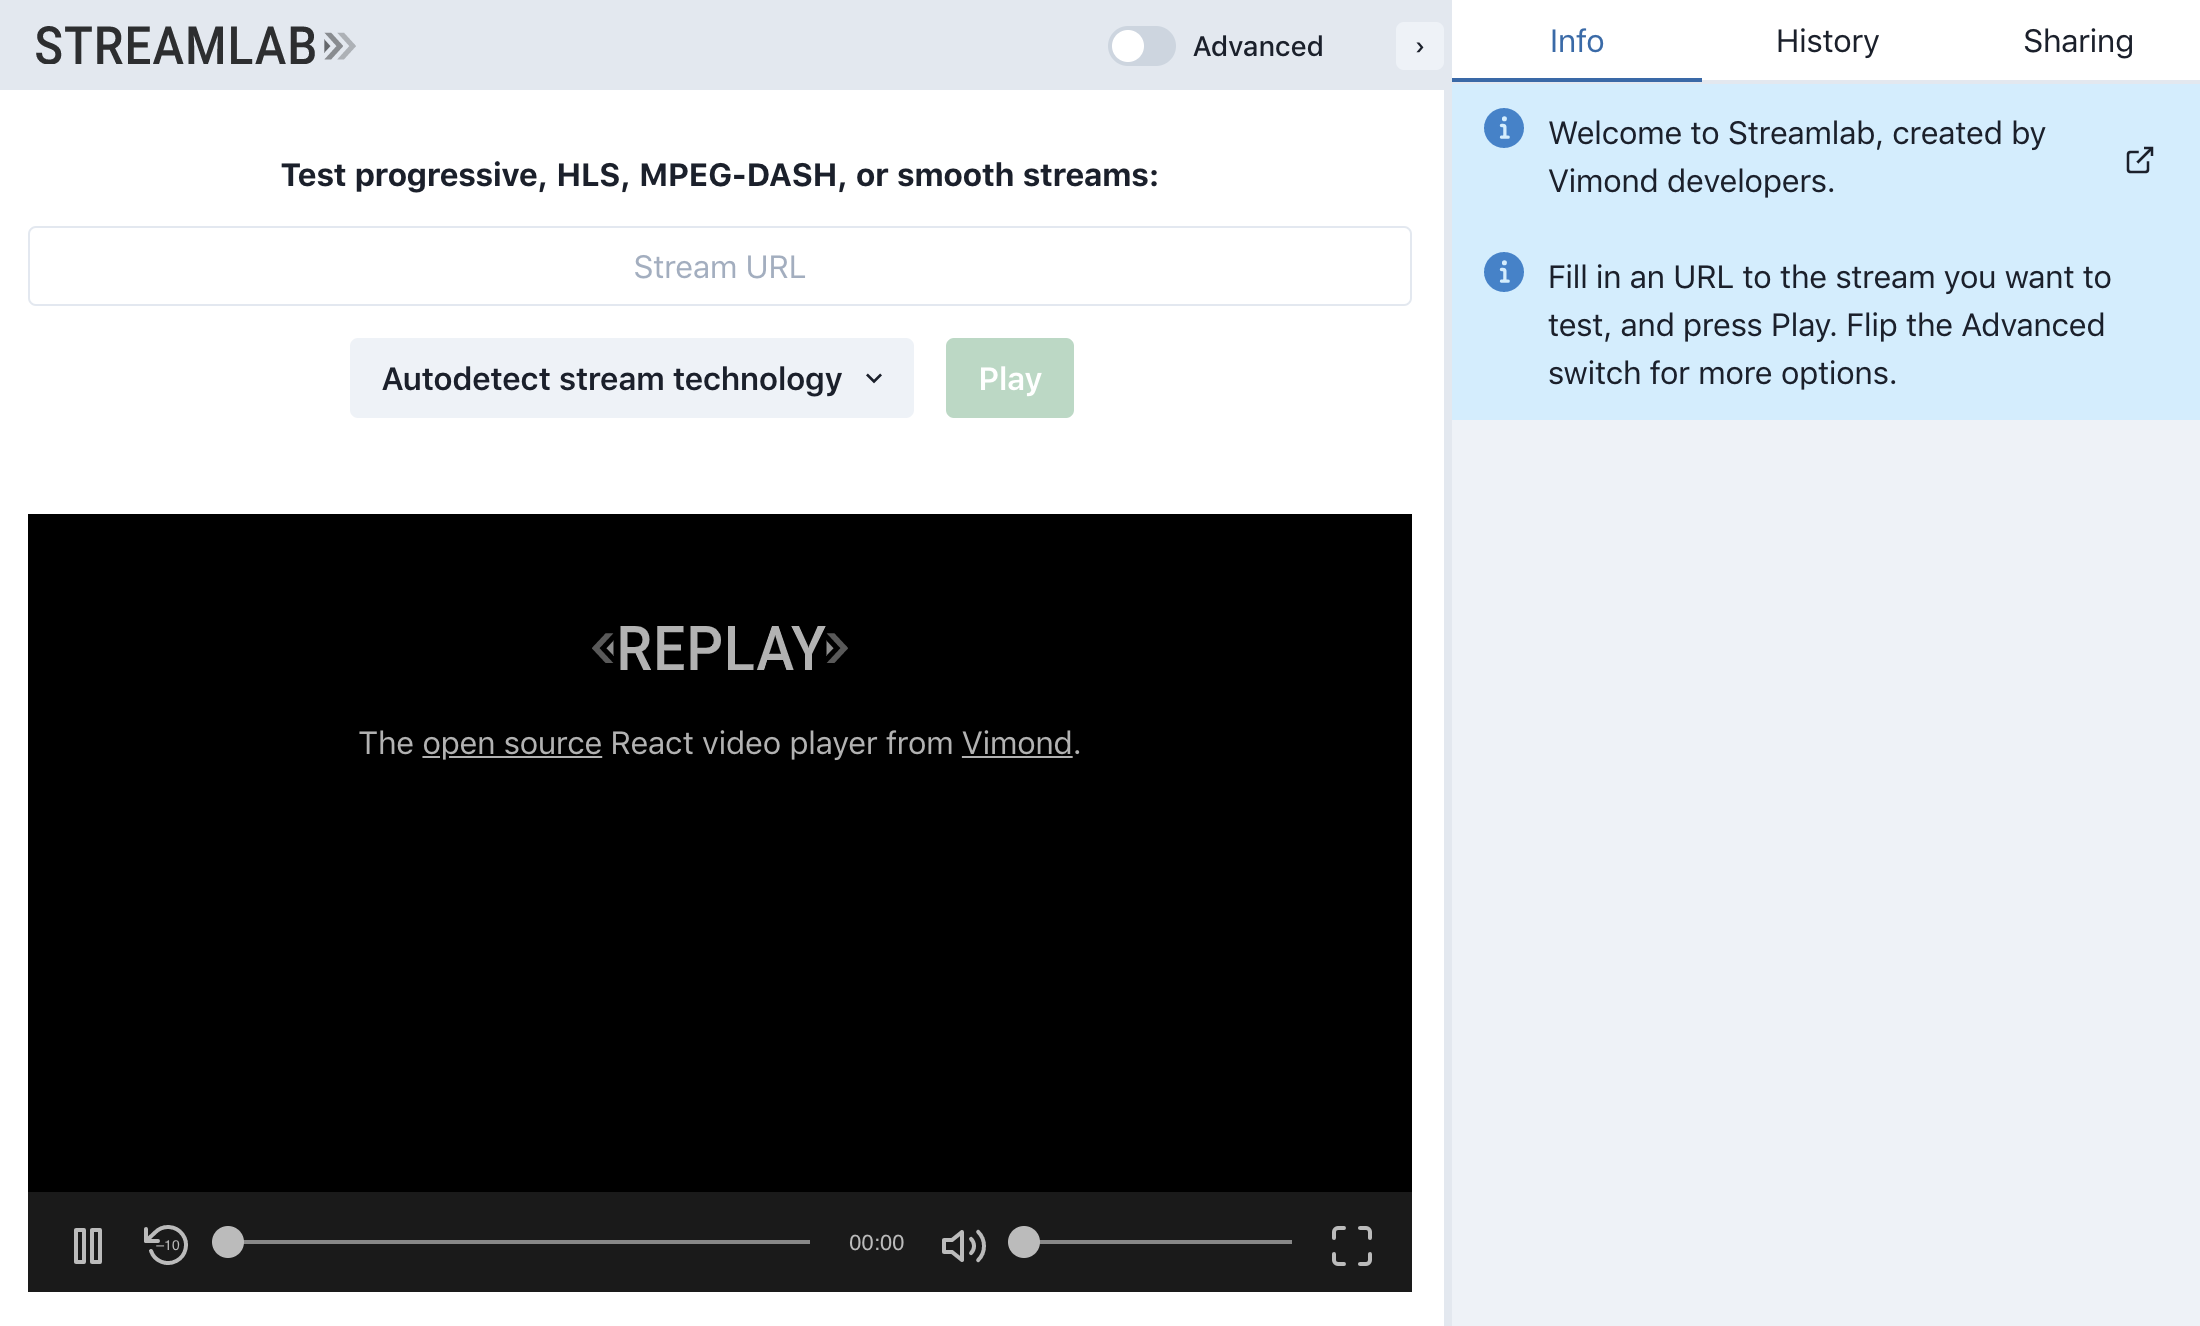 STREAMLAB
Advanced
Info
History
Sharing
Test progressive, HLS, MPEG-DASH, or smooth streams:
Stream URL
Autodetect stream technology
Play
Welcome to Streamlab, created by
Vimond developers.
Fill in an URL to the stream you want to
test, and press Play. Flip the Advanced
switch for more options.
REPLAY
The open source React video player from Vimond.
-10
00:00